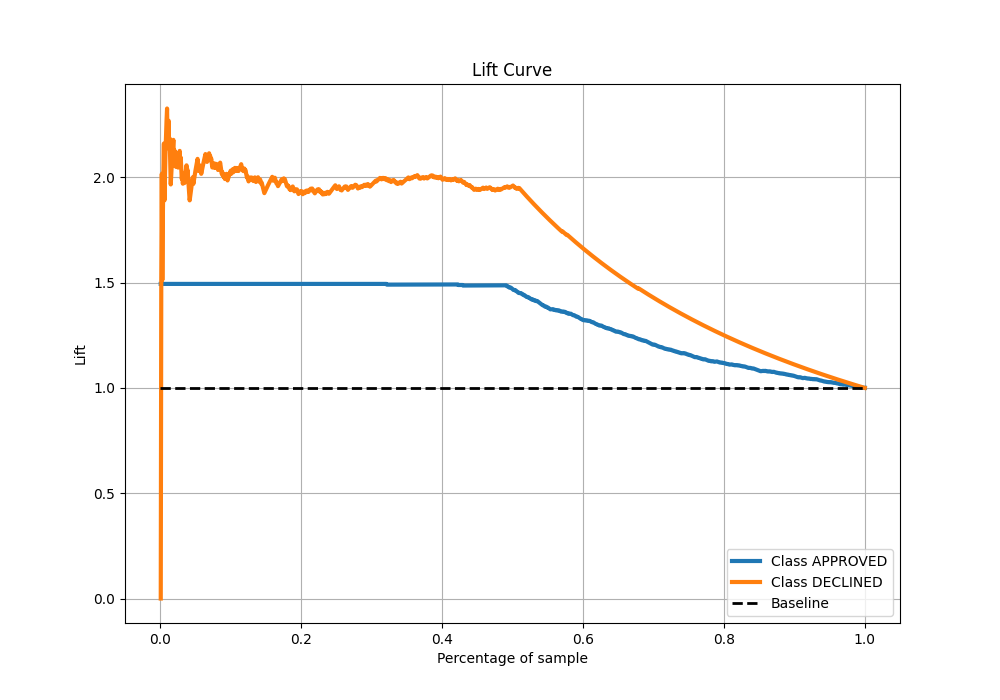 Lift Curve
Lift
2.0
1.5
1.0
0.5
0.0
0.0 0.2 0.4 0.6 0.8 1.0
Percentage of sample
Class APPROVED
Class DECLINED
Baseline